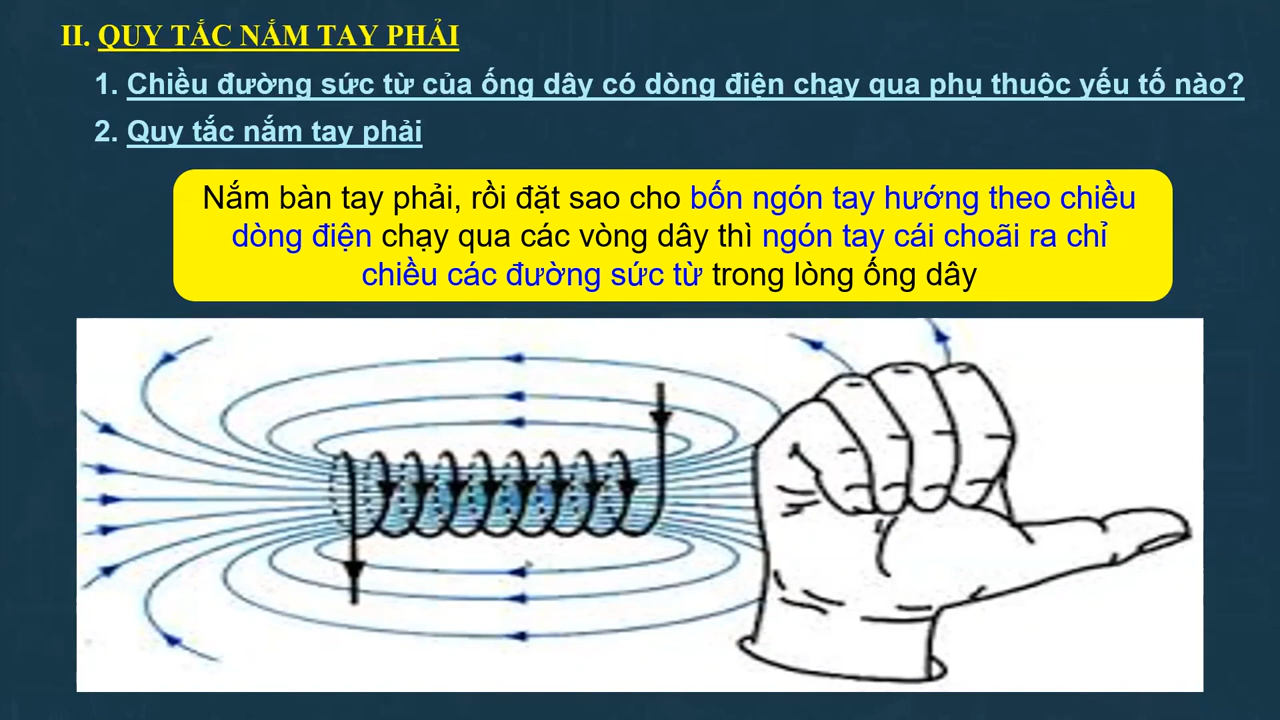 II. QUY TẮC NẮM TAY PHẢI
1. Chiều đường sức từ của ống dây có dòng điện chạy qua phụ thuộc yếu tố nào?
2. Quy tắc nắm tay phải
Nắm bàn tay phải, rồi đặt sao cho bốn ngón tay hướng theo chiều
dòng điện chạy qua các vòng dây thì ngón tay cái choãi ra chỉ
chiều các đường sức từ trong lòng ống dây